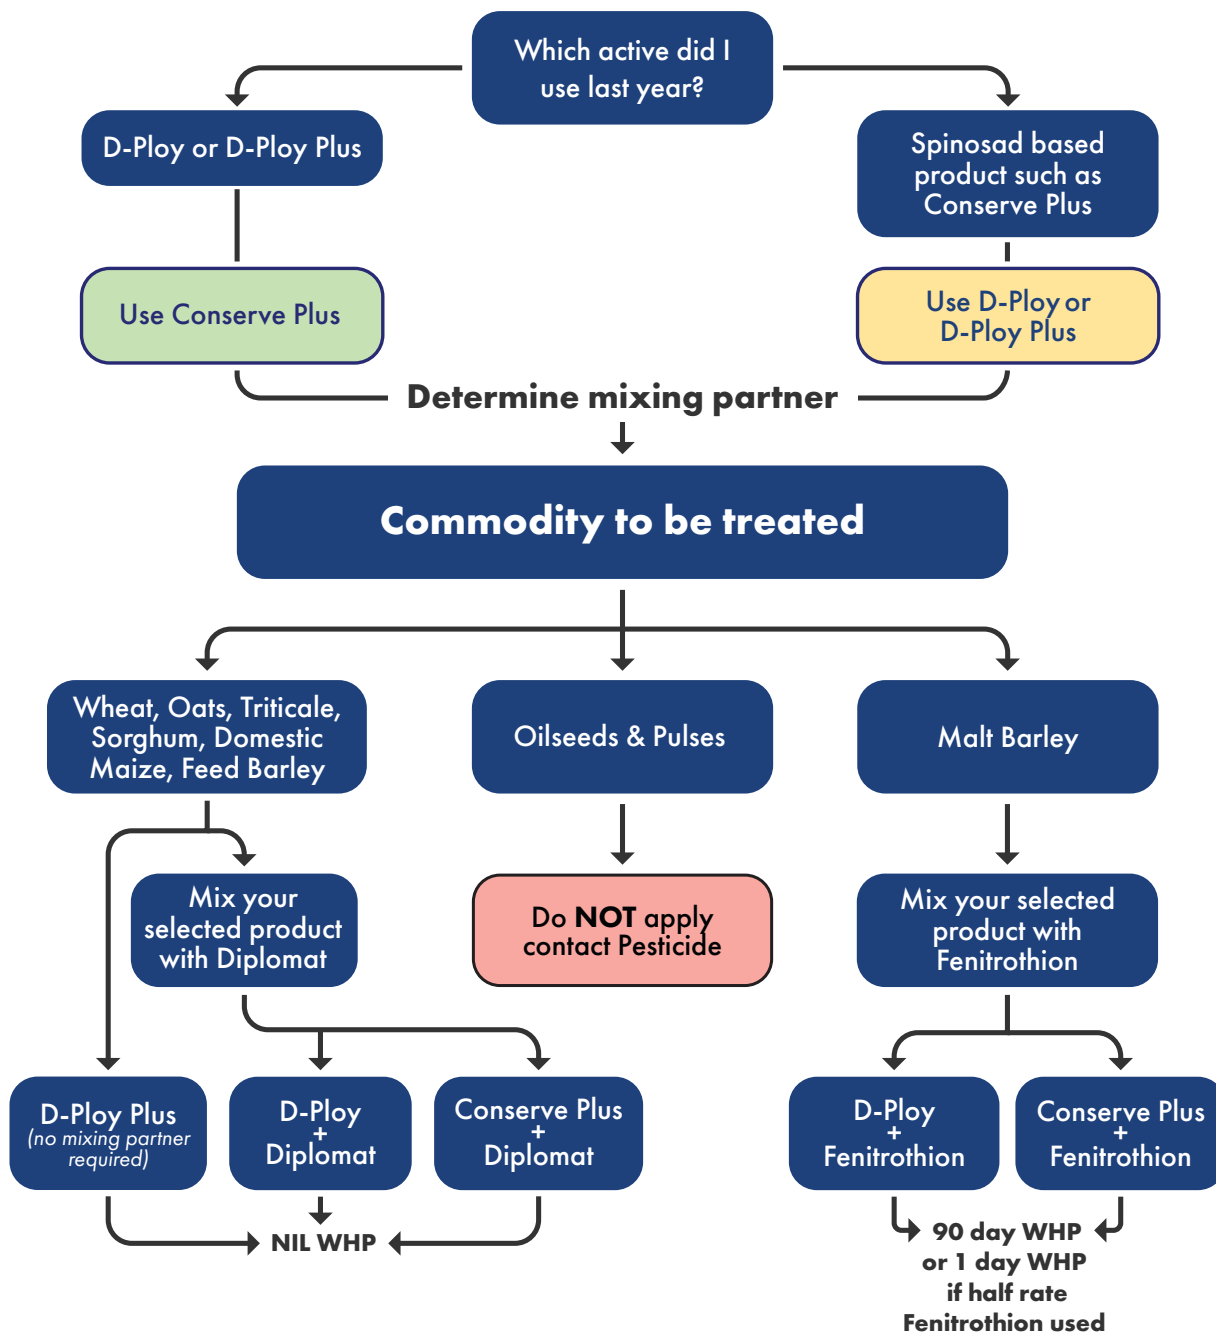 Which active did I
use last year?
D-Ploy or D-Ploy Plus
Spinosad based
product such as
Conserve Plus
Use Conserve Plus
Use D-Ploy or
D-Ploy Plus
Determine mixing partner
Commodity to be treated
Wheat, Oats, Triticale,
Sorghum, Domestic
Maize, Feed Barley
Oilseeds & Pulses
Malt Barley
Mix your
selected product
with Diplomat
Do NOT apply
contact Pesticide
Mix your selected
product with
Fenitrothion
D-Ploy Plus
(no mixing partner
required)
D-Ploy
+
Diplomat
Conserve Plus
+
Diplomat
D-Ploy
+
Fenitrothion
Conserve Plus
+
Fenitrothion
NIL WHP
90 day WHP
or 1 day WHP
if half rate
Fenitrothion used